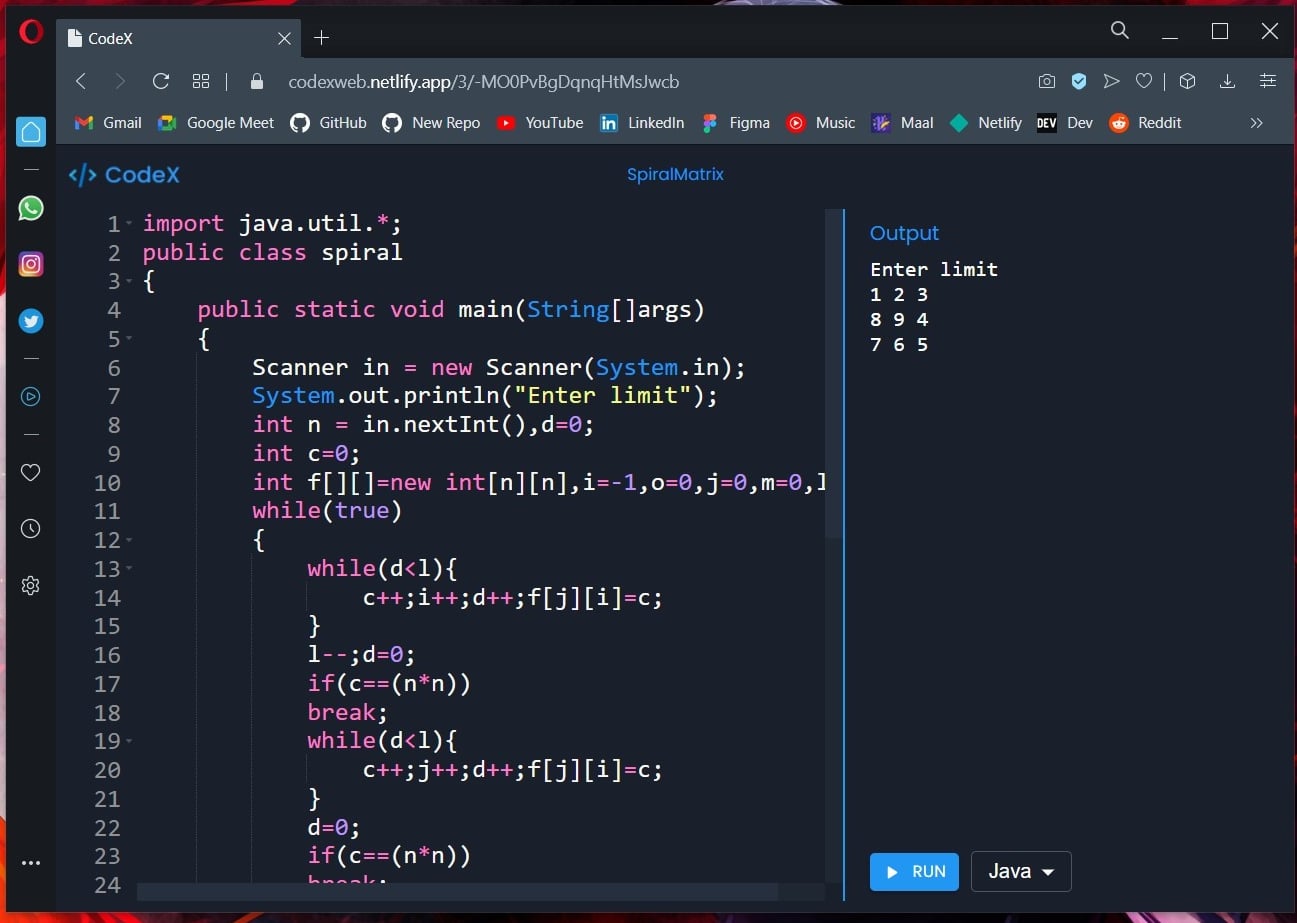 CodeX
codexweb.netlify.app/3/-MO0PvBgDqnqHtMsJwcb
Gmail Google Meet GitHub New Repo YouTube LinkedIn Figma Music Maal Netlify DEV Dev Reddit
</> CodeX
SpiralMatrix
1 import java.util.*;
2 public class spiral
3 {
4     public static void main(String[]args)
5     {
6         Scanner in = new Scanner(System.in);
7         System.out.println("Enter limit");
8         int n = in.nextInt(),d=0;
9         int c=0;
10         int f[][]=new int[n][n],i=-1,o=0,j=0,m=0,l
11         while(true)
12         {
13             while(d<l){
14                 c++;i++;d++;f[j][i]=c;
15             }
16             l--;d=0;
17             if(c==(n*n))
18             break;
19             while(d<l){
20                 c++;j++;d++;f[j][i]=c;
21             }
22             d=0;
23             if(c==(n*n))
24             break;
Output
Enter limit
1 2 3
8 9 4
7 6 5
RUN
Java